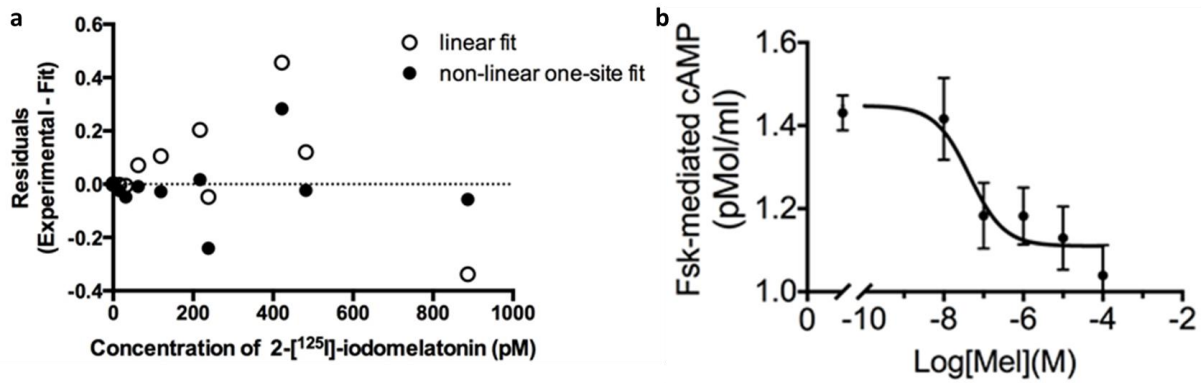 a
0.6
0.4
0.2
0.0
-0.2
-0.4
Residuals
(Experimental - Fit)
linear fit
non-linear one-site fit
0 200 400 600 800 1000
Concentration of 2-[¹²⁵I]-iodomelatonin (pM)
b
1.6
1.4
1.2
1.0
Fsk-mediated cAMP
(pMol/ml)
0 -10 -8 -6 -4 -2
Log[Mel](M)